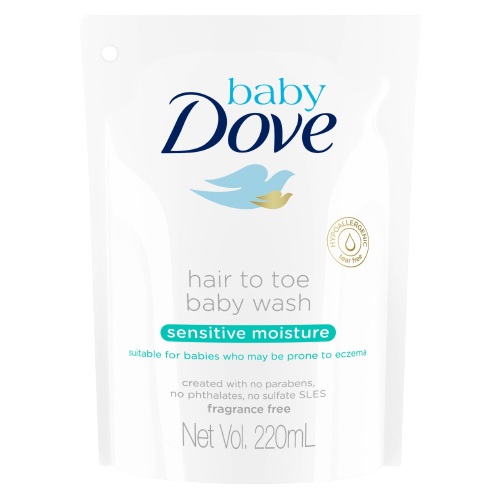 baby
Dove
HYPOALLERGENIC
tear free
hair to toe
baby wash
sensitive moisture
suitable for babies who may be prone to eczema
created with no parabens,
no phthalates, no sulfate SLES
fragrance free
Net Vol. 220mL